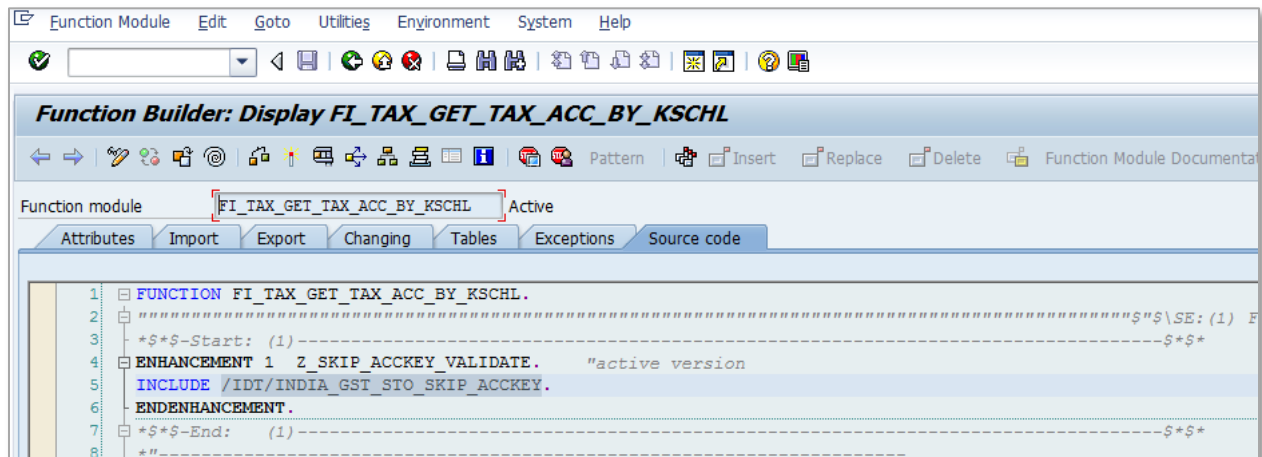 Function Module Edit Goto Utilities Environment System Help
Function Builder: Display FI_TAX_GET_TAX_ACC_BY_KSCHL
Pattern Insert Replace Delete Function Module Documenta
Function module FI_TAX_GET_TAX_ACC_BY_KSCHL Active
Attributes Import Export Changing Tables Exceptions Source code
1 FUNCTION FI_TAX_GET_TAX_ACC_BY_KSCHL.
2 """"""""""""""""""""""""""""""""""""""""""""""""""""""""""""""""""""""""""""""""""""""""""""$"$\SE:(1) F
3 *$*$-Start: (1)---------------------------------------------------------------------------------$*$*
4 ENHANCEMENT 1 Z_SKIP_ACCKEY_VALIDATE. "active version
5 INCLUDE /IDT/INDIA_GST_STO_SKIP_ACCKEY.
6 ENDENHANCEMENT.
7 *$*$-End: (1)---------------------------------------------------------------------------------$*$*
8 *"----------------------------------------------------------------------